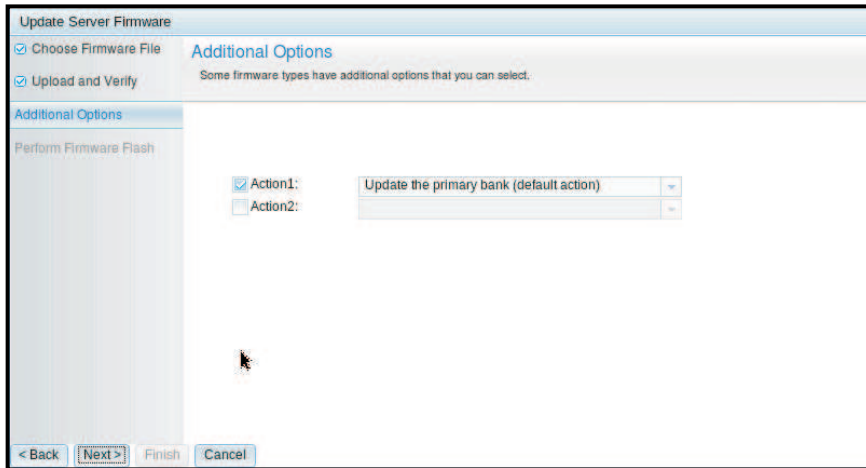 Update Server Firmware
Choose Firmware File
Upload and Verify
Additional Options
Perform Firmware Flash
Additional Options
Some firmware types have additional options that you can select.
Action1: Update the primary bank (default action)
Action2:
< Back Next > Finish Cancel